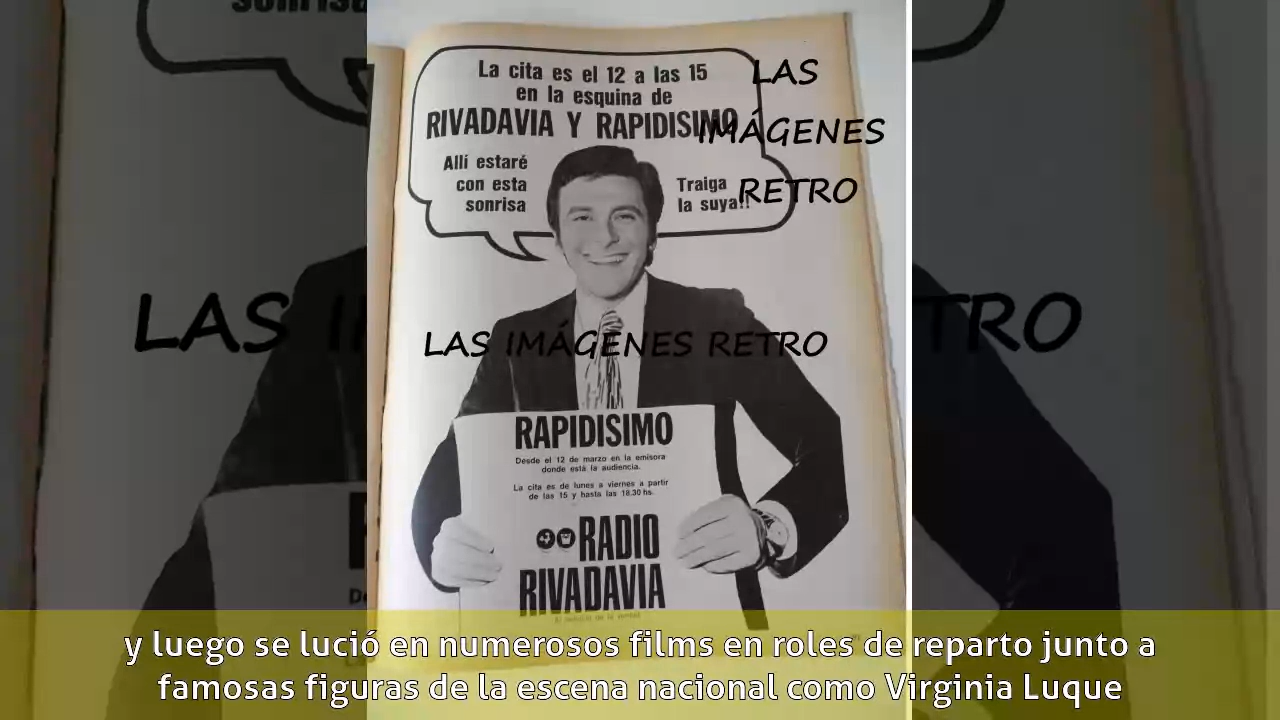 La cita es el 12 a las 15
en la esquina de
RIVADAVIA Y RAPIDISIMO
Allí estaré
con esta
sonrisa
Traiga
la suya!!
LAS
IMÁGENES
RETRO
LAS IMÁGENES RETRO
RAPIDISIMO
Desde el 12 de marzo en la emisora
donde está la audiencia.
La cita es de lunes a viernes a partir
de las 15 y hasta las 18.30 hs.
RADIO
RIVADAVIA
y luego se lució en numerosos films en roles de reparto junto a
famosas figuras de la escena nacional como Virginia Luque